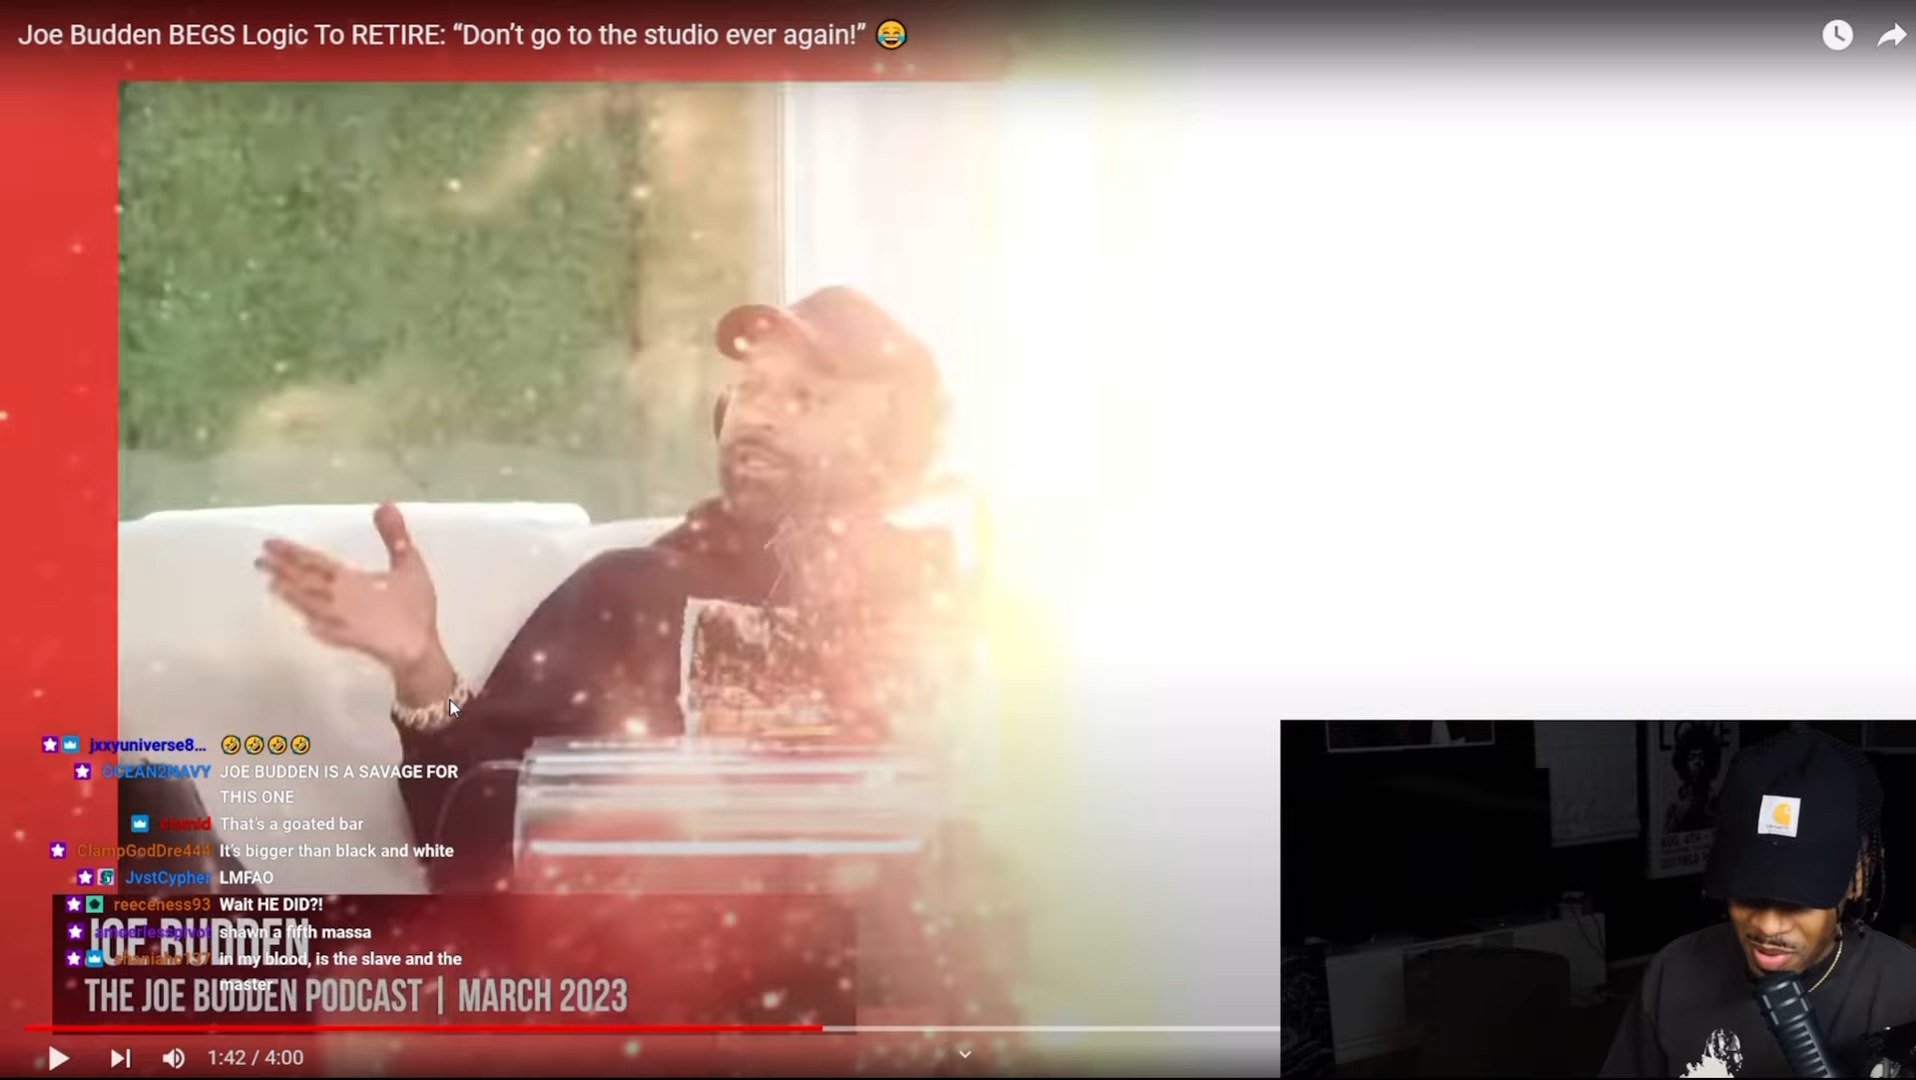 Joe Budden BEGS Logic To RETIRE: “Don’t go to the studio ever again!” 😂
jxxyuniverse8... 🤣🤣🤣🤣
OCEAN2NAVY JOE BUDDEN IS A SAVAGE FOR
THIS ONE
That's a goated bar
ClampGodDre444 It's bigger than black and white
JvstCypher LMFAO
reeceness93 Wait HE DID?!
shawn a fifth massa
in my blood, is the slave and the
master
JOE BUDDEN
THE JOE BUDDEN PODCAST | MARCH 2023
1:42 / 4:00